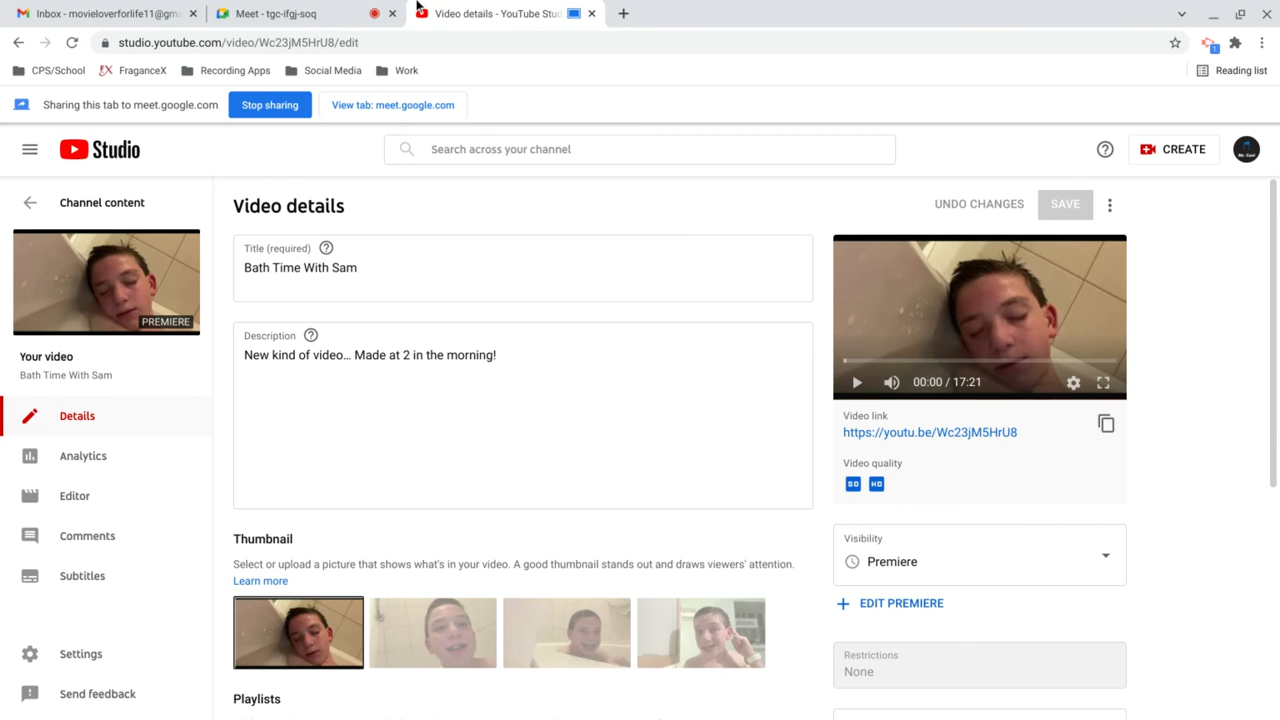 Inbox - movieloverforlife11@gma
Meet - tgc-ifgj-soq
Video details - YouTube Stud
studio.youtube.com/video/Wc23jM5HrU8/edit
1
CPS/School
FraganceX
Recording Apps
Social Media
Work
Reading list
Sharing this tab to meet.google.com
Stop sharing
View tab: meet.google.com
Studio
Search across your channel
CREATE
Channel content
Video details
UNDO CHANGES
SAVE
Title (required)
Bath Time With Sam
PREMIERE
Description
New kind of video... Made at 2 in the morning!
Your video
Bath Time With Sam
00:00 / 17:21
Details
Analytics
Editor
Comments
Subtitles
Settings
Send feedback
Video link
https://youtu.be/Wc23jM5HrU8
Video quality
SD HD
Thumbnail
Select or upload a picture that shows what's in your video. A good thumbnail stands out and draws viewers' attention.
Learn more
Visibility
Premiere
EDIT PREMIERE
Restrictions
None
Playlists